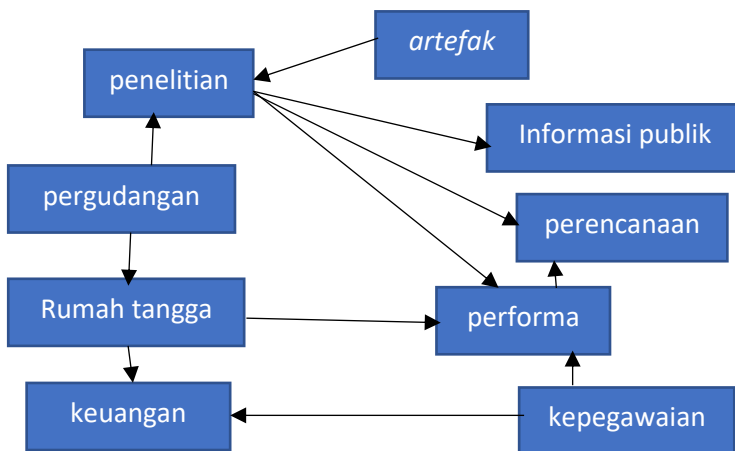 artefak
penelitian
Informasi publik
pergudangan
perencanaan
Rumah tangga
performa
keuangan
kepegawaian